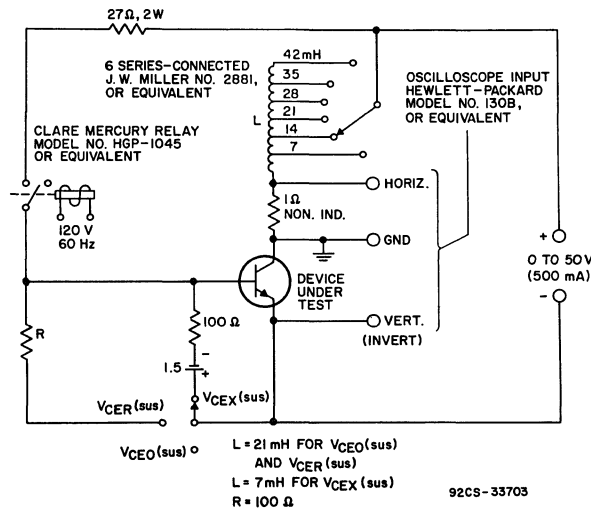 27Ω, 2W
42mH
6 SERIES-CONNECTED
J. W. MILLER NO. 2881,
OR EQUIVALENT
35
28
21
L
14
7
OSCILLOSCOPE INPUT
HEWLETT-PACKARD
MODEL NO. 130B,
OR EQUIVALENT
CLARE MERCURY RELAY
MODEL NO. HGP-1045
OR EQUIVALENT
120 V
60 Hz
HORIZ.
1Ω
NON. IND.
GND
+
0 TO 50V
(500 mA)
-
DEVICE
UNDER
TEST
VERT.
(INVERT)
R
100 Ω
-
1.5
+
VCEX(sus)
VCER(sus)
VCEO(sus)
L = 21 mH FOR VCEO(sus)
AND VCER(sus)
L = 7mH FOR VCEX(sus)
R = 100 Ω
92CS-33703